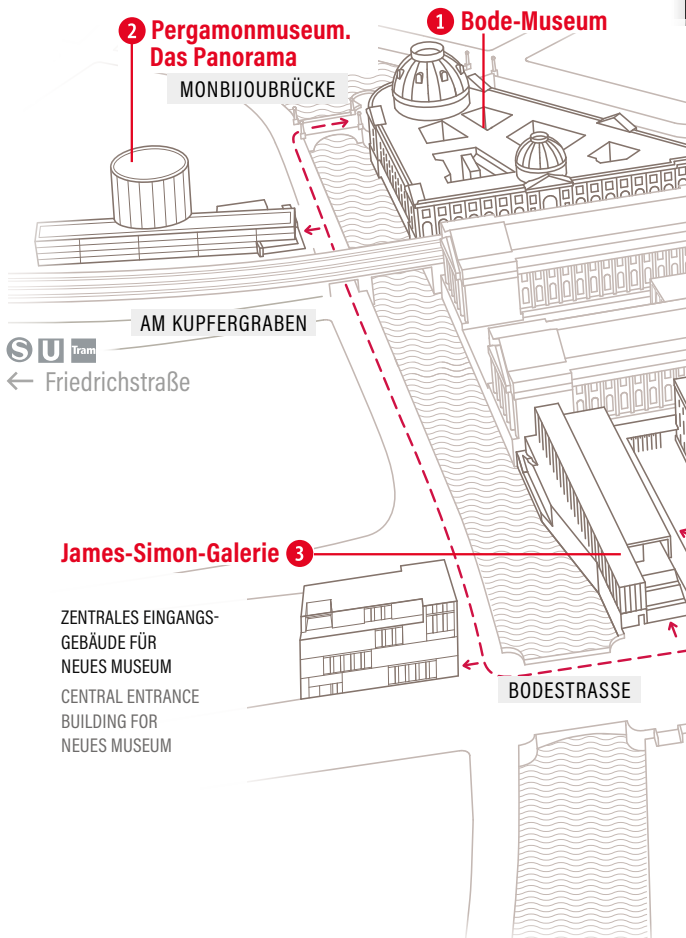 1 Bode-Museum
2 Pergamonmuseum.
Das Panorama
MONBIJOUBRÜCKE
AM KUPFERGRABEN
S U Tram
← Friedrichstraße
James-Simon-Galerie 3
ZENTRALES EINGANGS-
GEBÄUDE FÜR
NEUES MUSEUM
CENTRAL ENTRANCE
BUILDING FOR
NEUES MUSEUM
BODESTRASSE